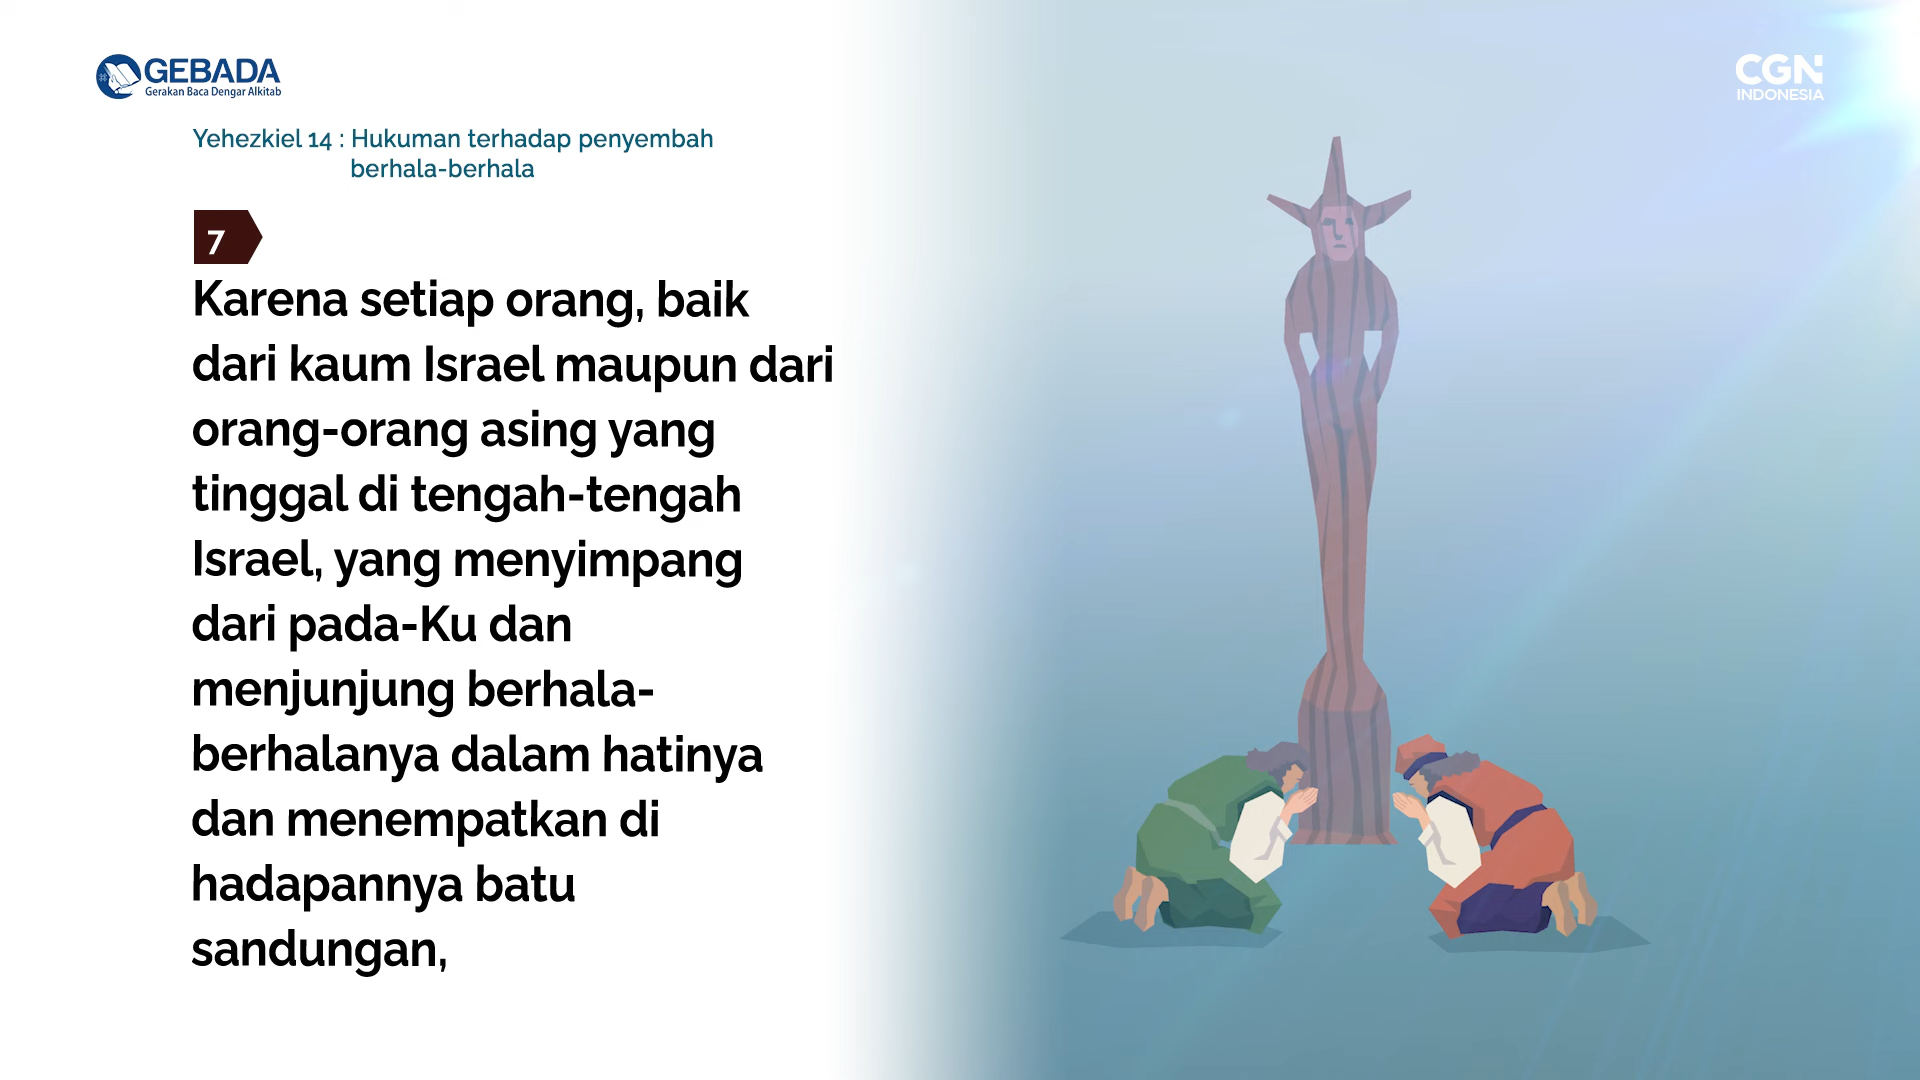 GEBADA
Gerakan Baca Dengar Alkitab
CGN
INDONESIA
Yehezkiel 14 : Hukuman terhadap penyembah
berhala-berhala
7
Karena setiap orang, baik
dari kaum Israel maupun dari
orang-orang asing yang
tinggal di tengah-tengah
Israel, yang menyimpang
dari pada-Ku dan
menjunjung berhala-
berhalanya dalam hatinya
dan menempatkan di
hadapannya batu
sandungan,